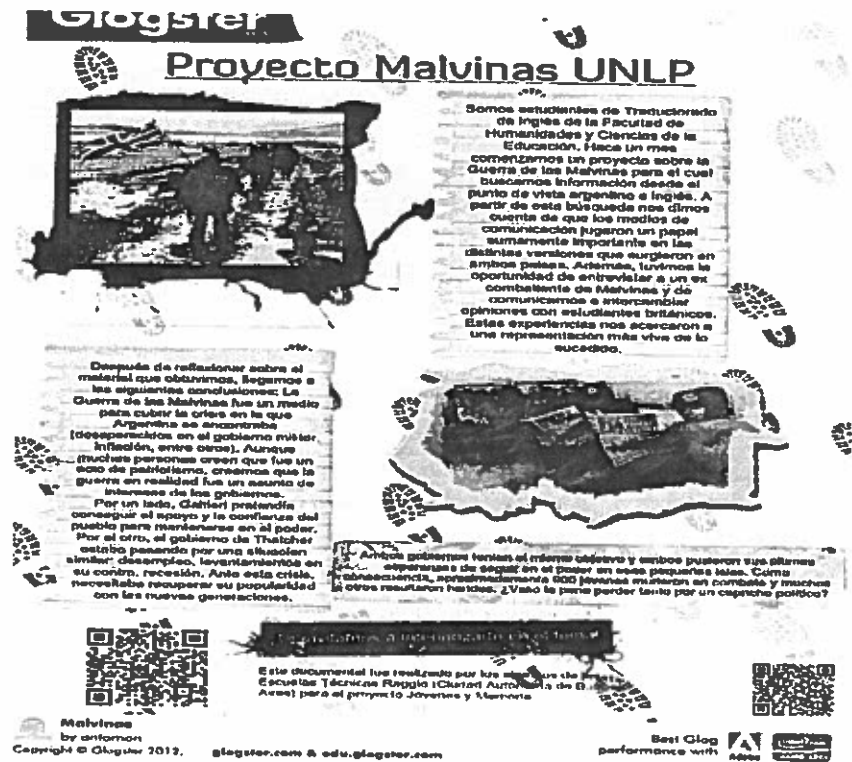 Glogster
Proyecto Malvinas UNLP
Somos estudiantes de Traductorado
de Inglés de la Facultad de
Humanidades y Ciencias de la
Educación. Hace un mes
comenzamos un proyecto sobre la
Guerra de las Malvinas para el cual
buscamos información desde el
punto de vista argentino e inglés. A
partir de esta búsqueda nos dimos
cuenta de que los medios de
comunicación jugaron un papel
sumamente importante en las
distintas versiones que surgieron en
ambos países. Además, tuvimos la
oportunidad de entrevistar a un ex
combatiente de Malvinas y de
comunicarnos e intercambiar
opiniones con estudiantes británicos.
Estas experiencias nos acercaron a
una representación más viva de lo
sucedido.
Después de reflexionar sobre el
material que obtuvimos, llegamos a
las siguientes conclusiones: La
Guerra de las Malvinas fue un medio
para cubrir la crisis en la que
Argentina se encontraba
(desaparecidos en el gobierno militar,
inflación, entre otros). Aunque
muchas personas creen que fue un
acto de patriotismo, creemos que la
guerra en realidad fue un asunto de
intereses de los gobiernos.
Por un lado, Galtieri pretendía
conseguir el apoyo y la confianza del
pueblo para mantenerse en el poder.
Por el otro, el gobierno de Thatcher
estaba pasando por una situación
similar: desempleo, levantamientos en
su contra, recesión. Ante esta crisis,
necesitaba recuperar su popularidad
con las nuevas generaciones.
Ambos gobiernos tenían el mismo objetivo y ambos pusieron sus últimas
esperanzas de seguir en el poder en esas pequeñas islas. Como
consecuencia, aproximadamente 900 jóvenes murieron en combate y muchos
otros resultaron heridos. ¿Valió la pena perder tanto por un capricho político?
Este documental fue realizado por los de
Escuelas Técnicas Raggio (Ciudad Autónoma de B.
Aires) para el proyecto Jóvenes y Memoria
Malvinas
by antomon
Copyright © Glogster 2012.
glogster.com & edu.glogster.com
Best Glog
performance with
Adobe